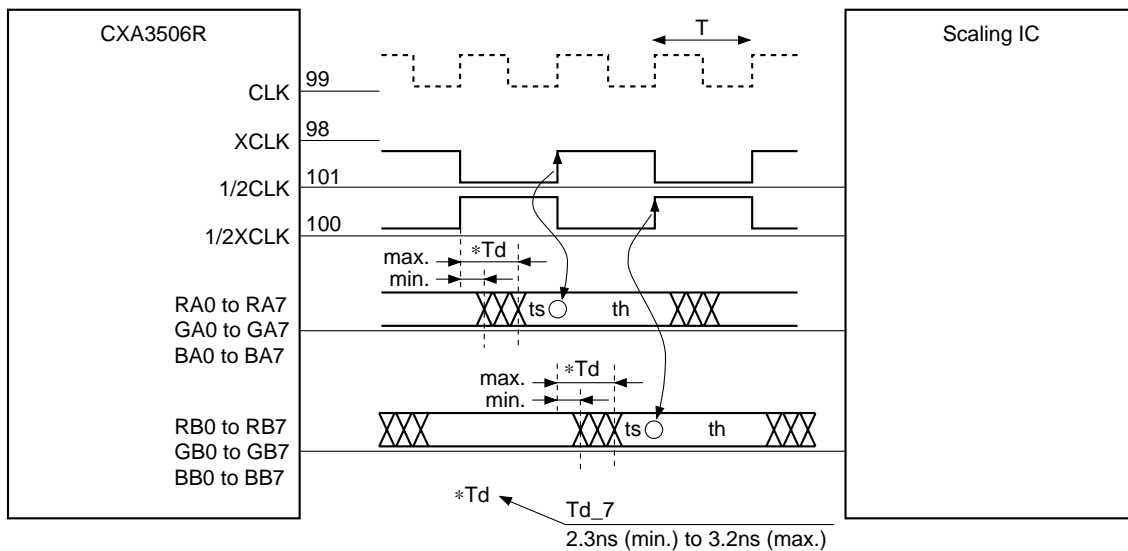 CXA3506R
T
Scaling IC
CLK 99
XCLK 98
1/2CLK 101
1/2XCLK 100
max. *Td
min.
RA0 to RA7
GA0 to GA7
BA0 to BA7
ts th
max. *Td
min.
RB0 to RB7
GB0 to GB7
BB0 to BB7
ts th
*Td
Td_7
2.3ns (min.) to 3.2ns (max.)